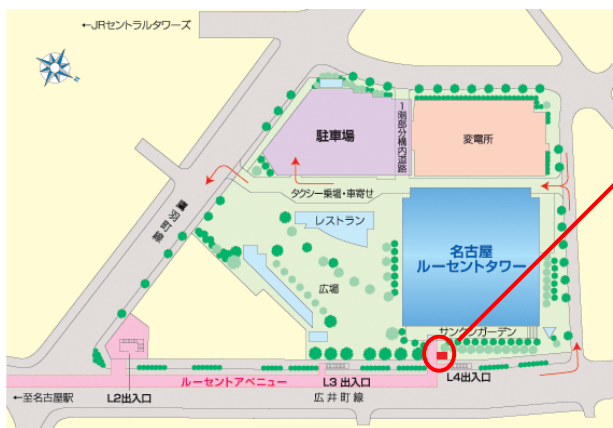 ←JRセントラルタワーズ
駐車場
1階部分構内道路
変電所
タクシー乗場・車寄せ
羽町線
レストラン
名古屋
ルーセントタワー
広場
サンクンガーデン
ルーセントアベニュー
L3 出入口
L4出入口
←至名古屋駅
L2出入口
広井町線